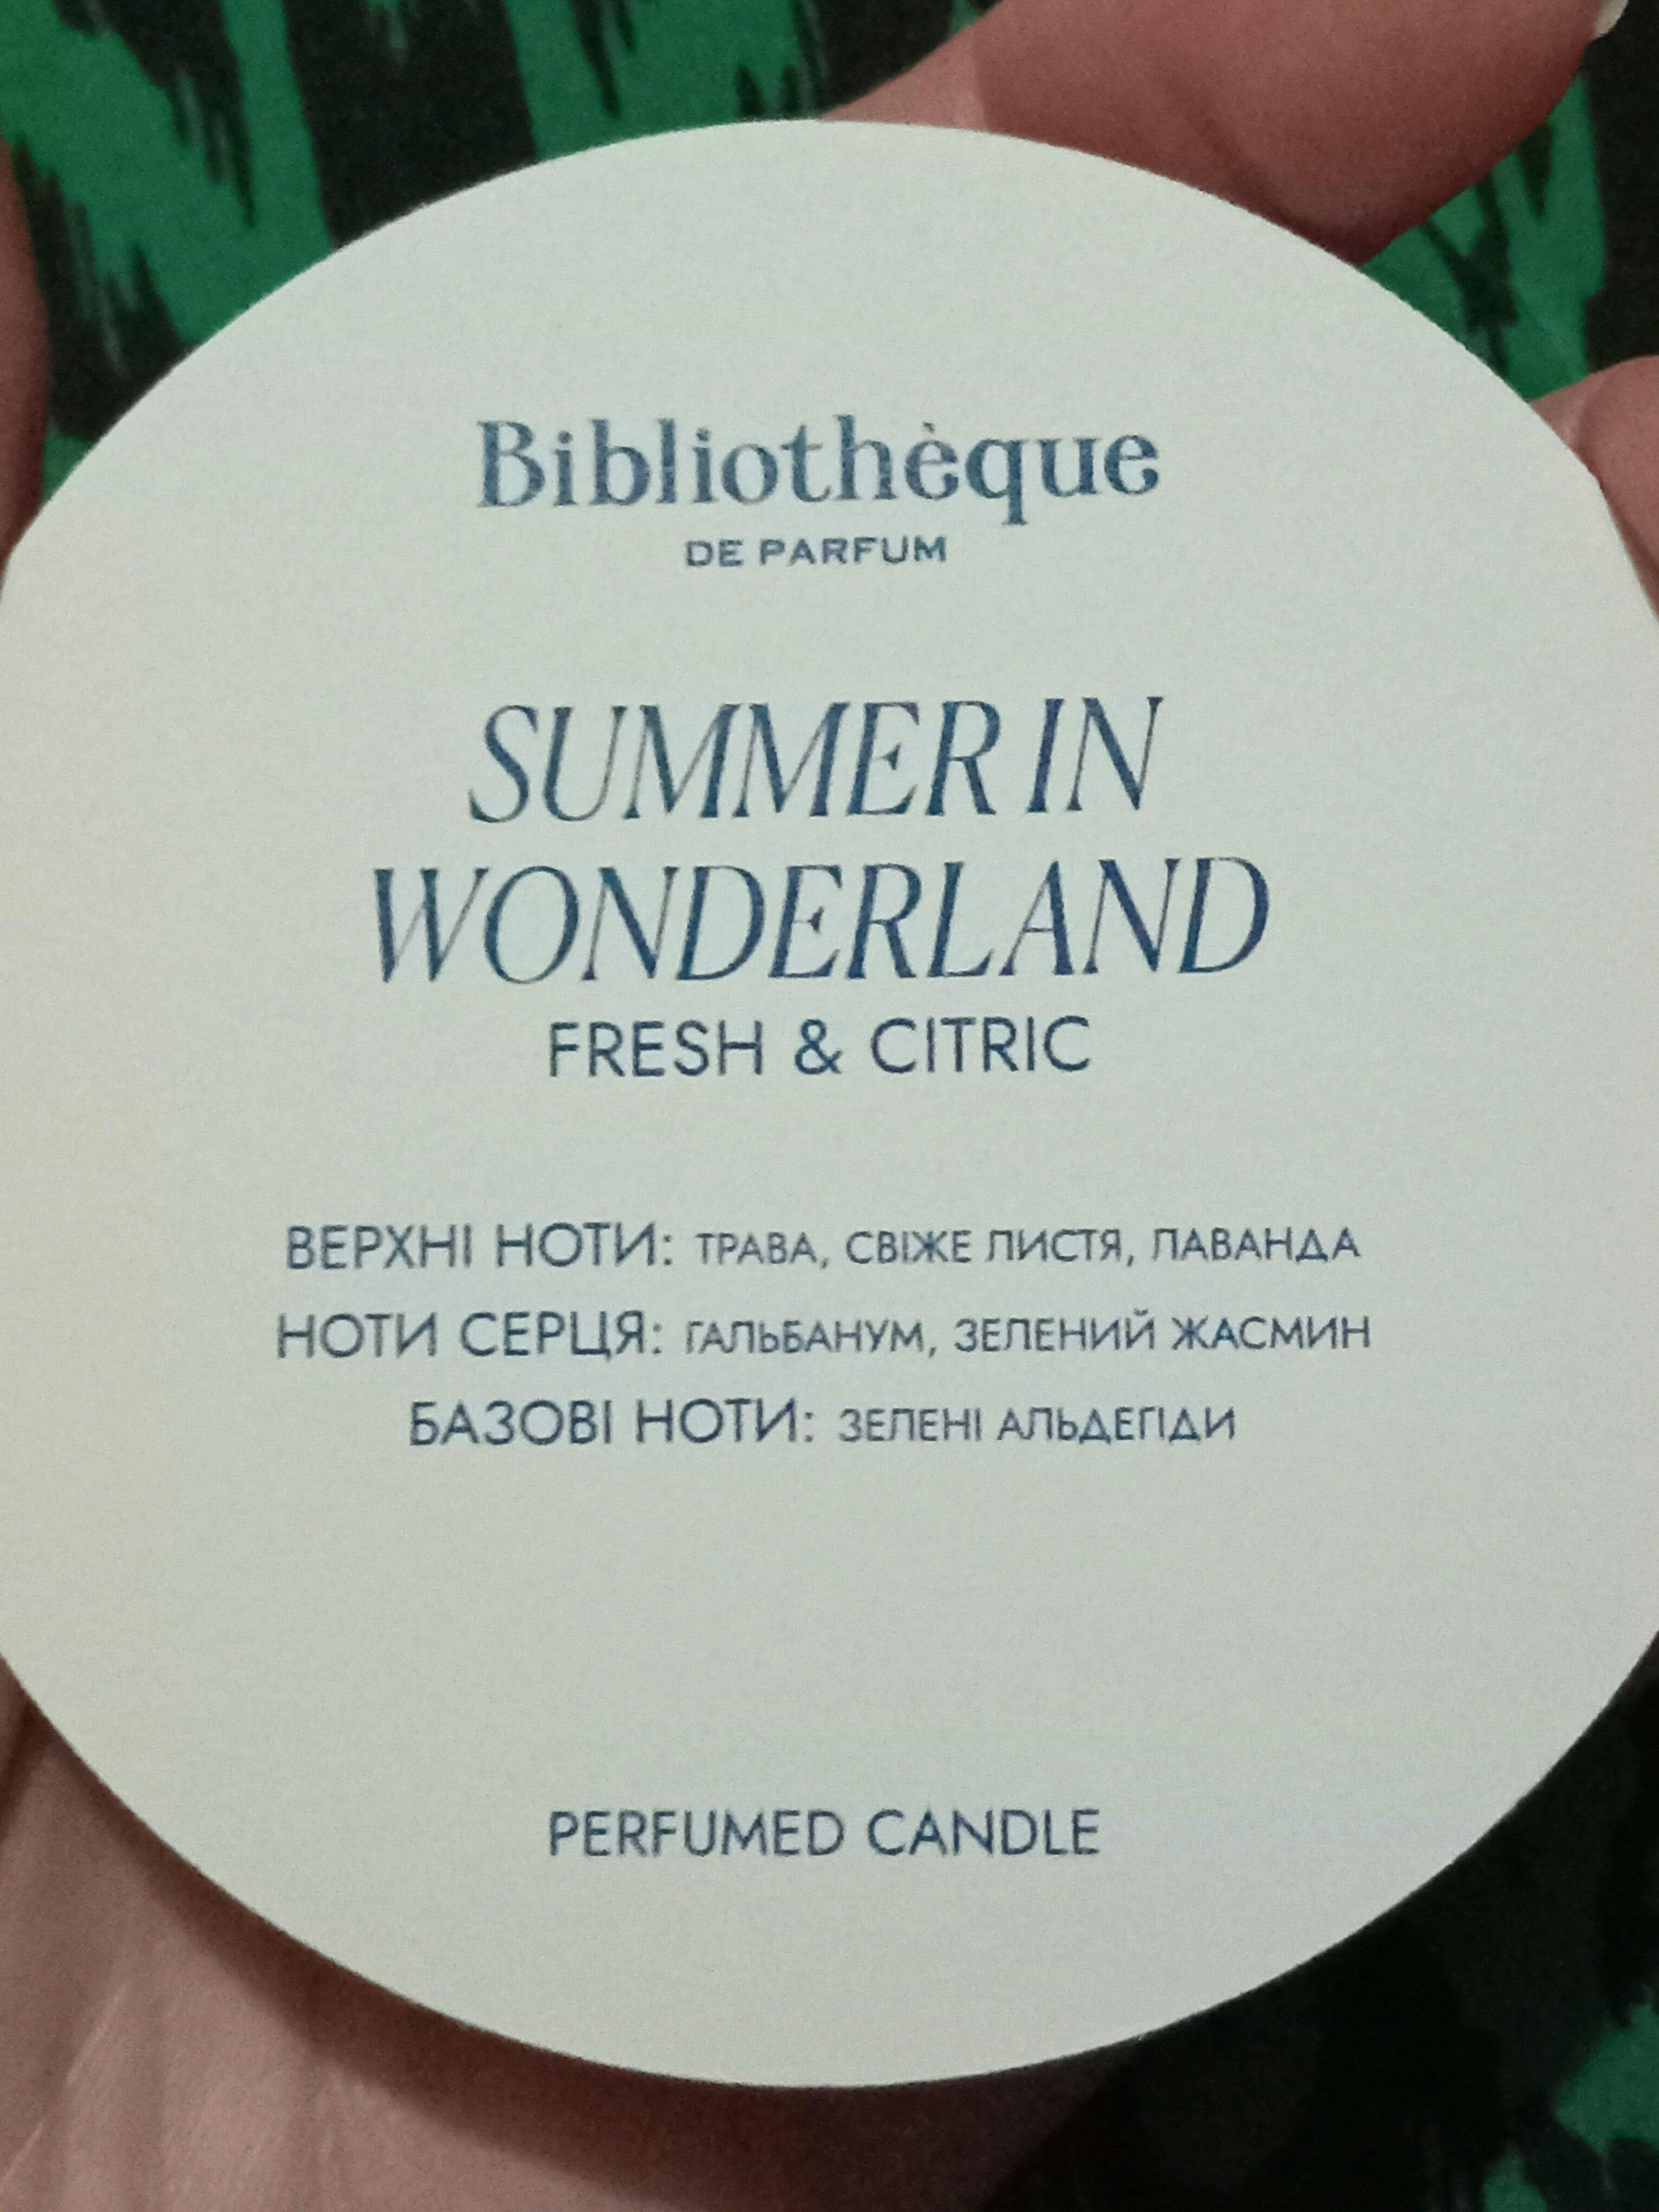 Bibliothèque
DE PARFUM
SUMMER IN
WONDERLAND
FRESH & CITRIC
ВЕРХНІ НОТИ: ТРАВА, СВІЖЕ ЛИСТЯ, ЛАВАНДА
НОТИ СЕРЦЯ: ГАЛЬБАНУМ, ЗЕЛЕНИЙ ЖАСМИН
БАЗОВІ НОТИ: ЗЕЛЕНІ АЛЬДЕГІДИ
PERFUMED CANDLE